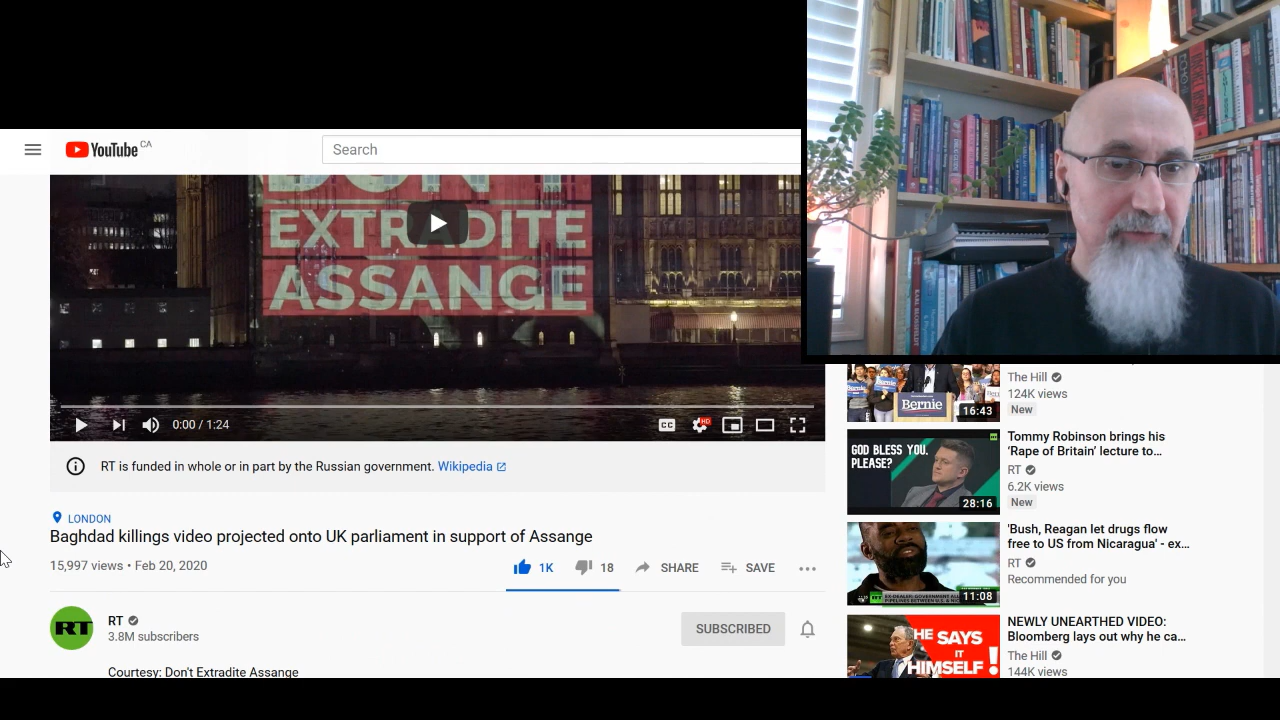 YouTube CA
Search
DON'T
EXTRADITE
ASSANGE
0:00 / 1:24
CC
HD
RT is funded in whole or in part by the Russian government. Wikipedia
LONDON
Baghdad killings video projected onto UK parliament in support of Assange
15,997 views • Feb 20, 2020
1K
18
SHARE
SAVE
RT
RT
3.8M subscribers
SUBSCRIBED
Courtesy: Don't Extradite Assange
Bernie
16:43
The Hill
124K views
New
GOD BLESS YOU,
PLEASE?
28:16
Tommy Robinson brings his
'Rape of Britain' lecture to…
RT
6.2K views
New
RT
11:08
'Bush, Reagan let drugs flow
free to US from Nicaragua' - ex…
RT
Recommended for you
HE SAYS
IT
HIMSELF!
NEWLY UNEARTHED VIDEO:
Bloomberg lays out why he ca…
The Hill
144K views